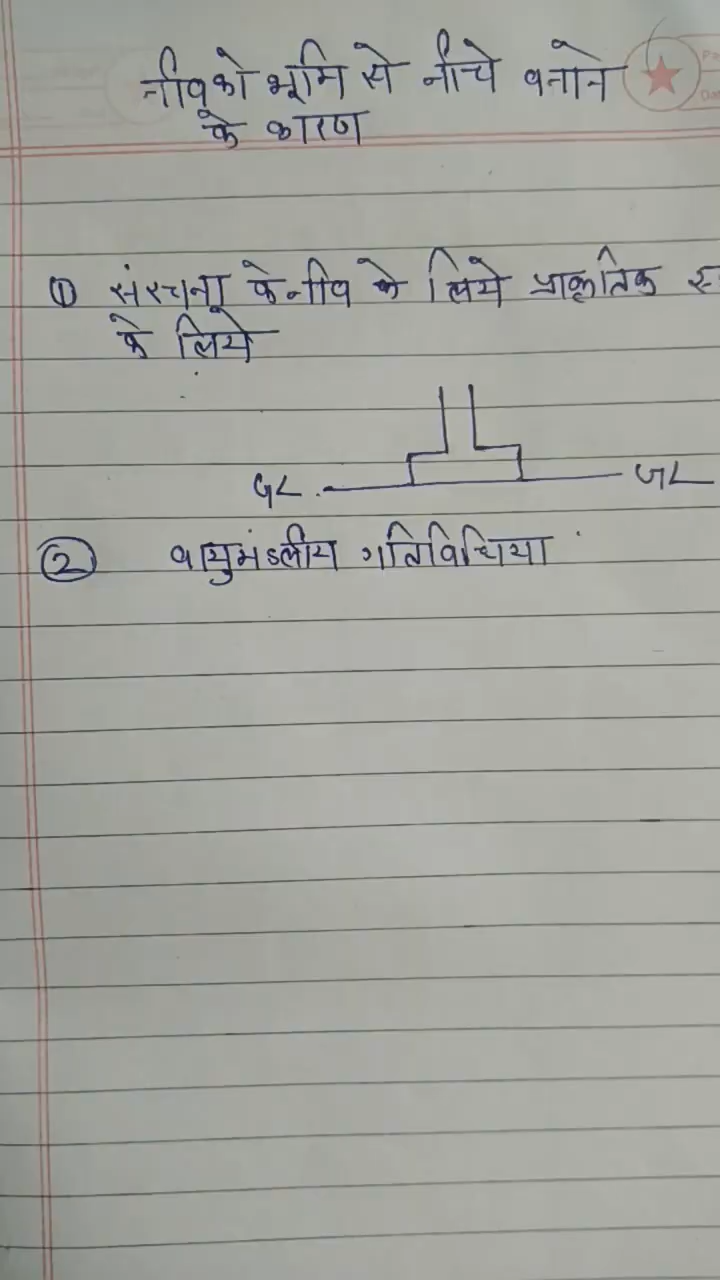 नीव को भूमि से नीचे बनाने
के कारण
① संरचना के नीव के लिये प्राकृतिक
के लिये
GL GL
② वायुमंडलीय गतिविधिया